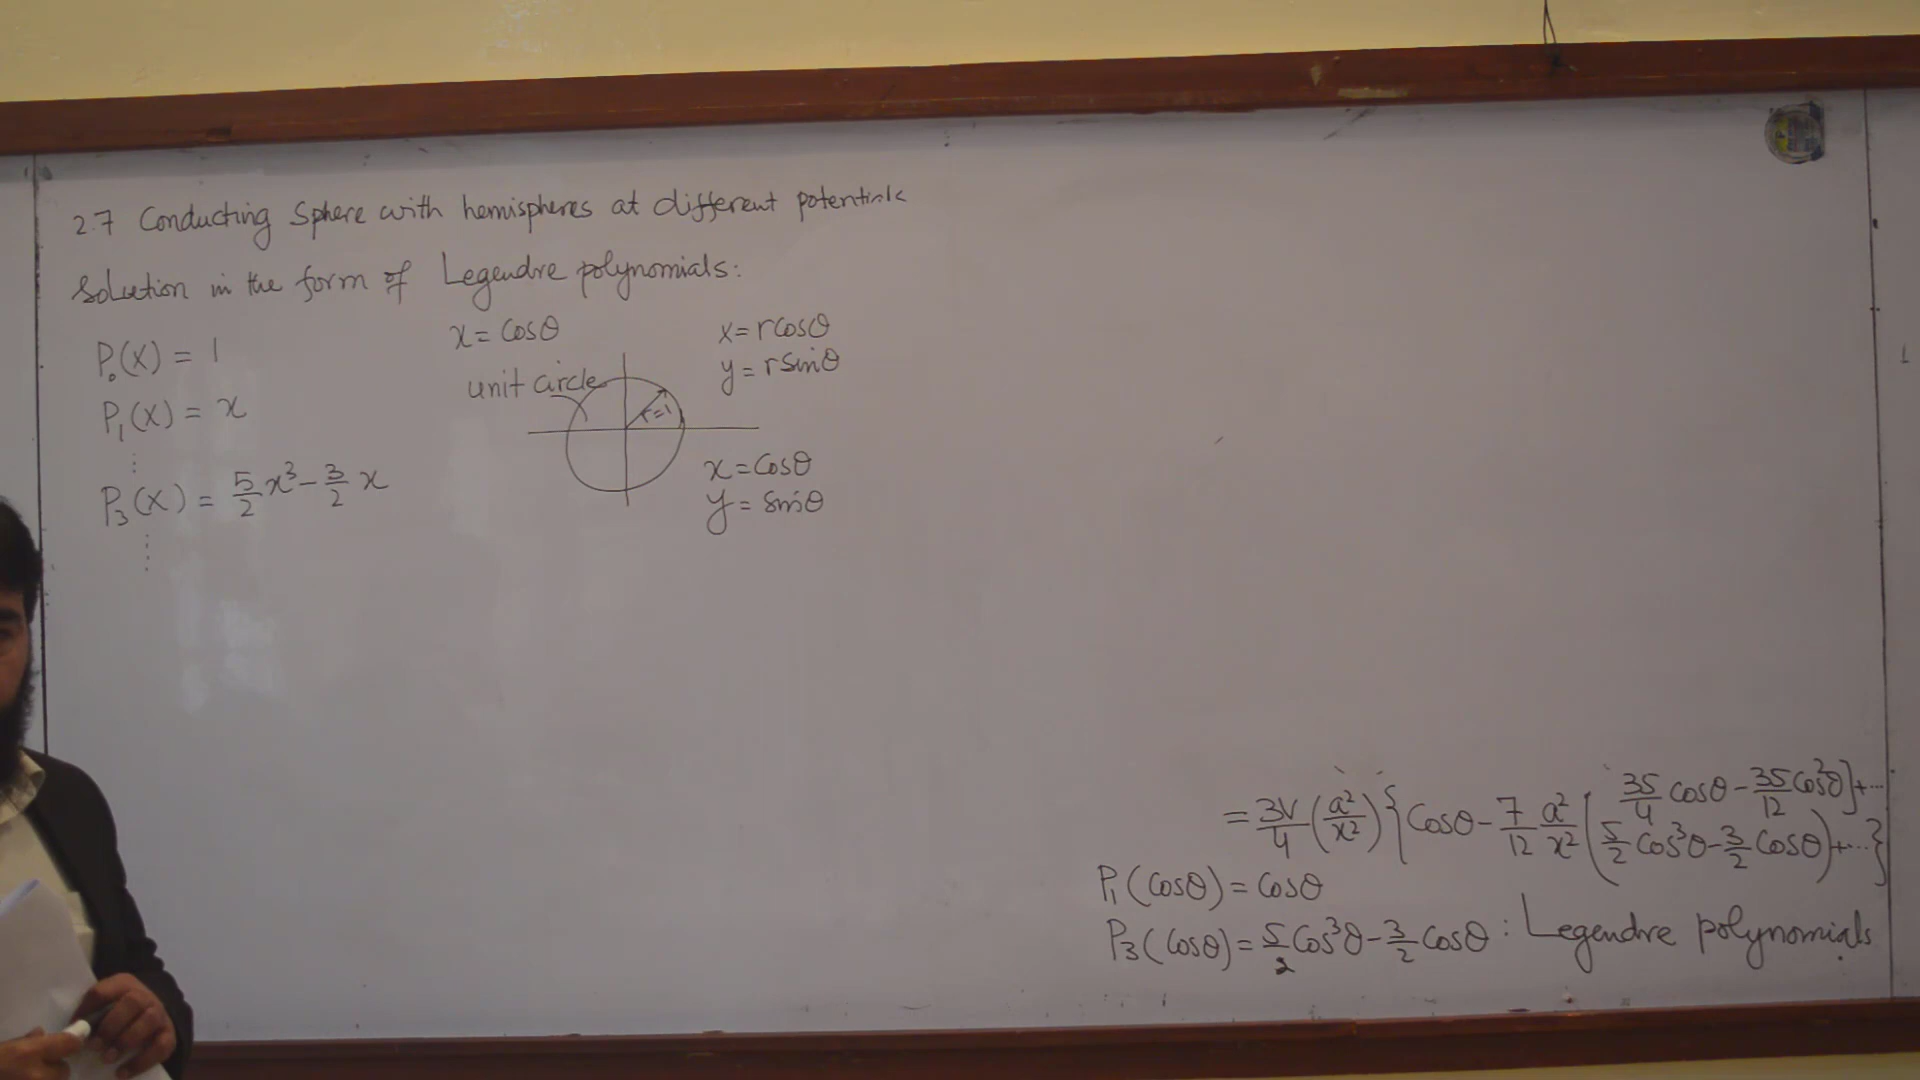 2.7 Conducting Sphere with hemispheres at different potentials
Solution in the form of Legendre polynomials:
P₀(x) = 1
P₁(x) = x
⋮
P₃(x) = 5/2 x³ - 3/2 x
⋮
x = Cosθ
unit circle
r=1
x = rcosθ
y = rsinθ
x = Cosθ
y = sinθ
35/4 cosθ - 35/12 cos³θ]+...
= 3V/4 (a²/x²) {Cosθ - 7/12 a²/x² (5/2 Cos³θ - 3/2 Cosθ)+...}
P₁(Cosθ) = Cosθ
P₃(Cosθ) = 5/2 Cos³θ - 3/2 Cosθ : Legendre polynomials